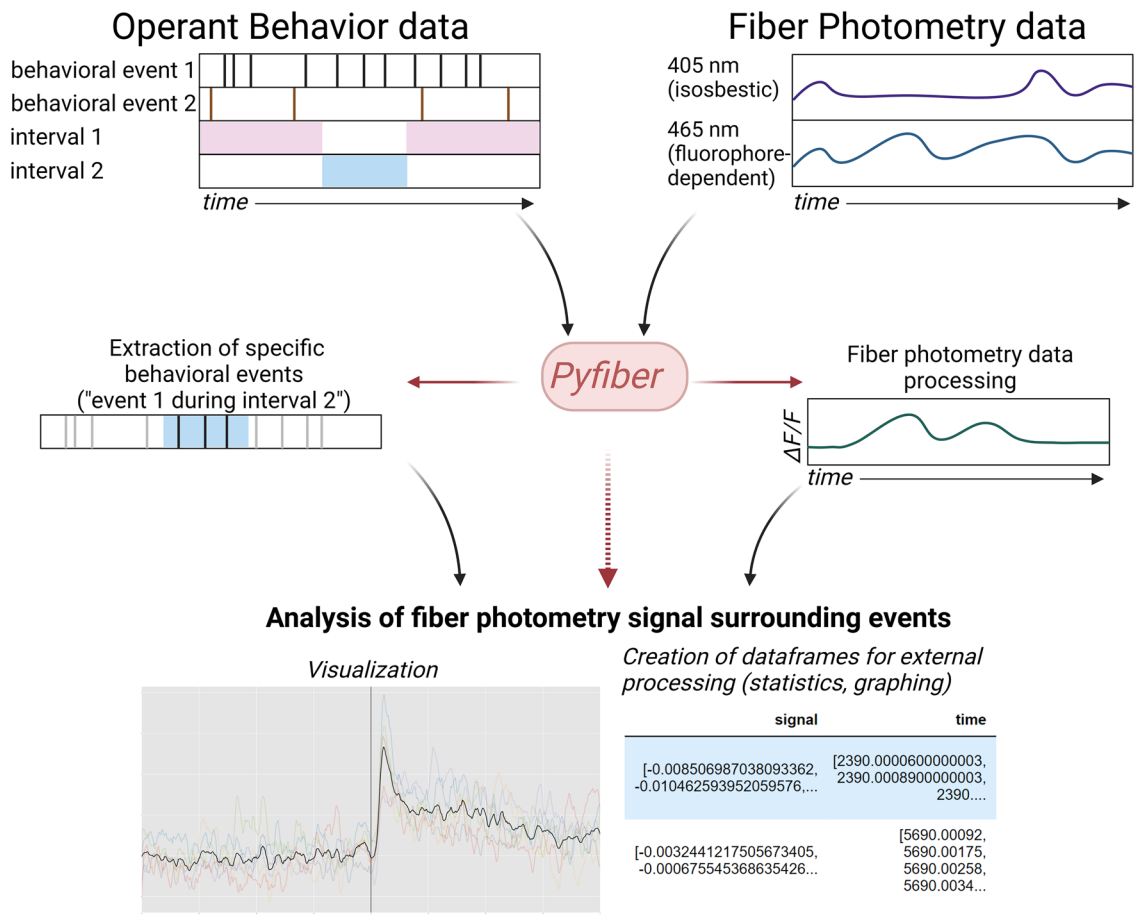 Operant Behavior data
behavioral event 1
behavioral event 2
interval 1
interval 2
time
Fiber Photometry data
405 nm
(isosbestic)
465 nm
(fluorophore-
dependent)
time
Pyfiber
Extraction of specific
behavioral events
("event 1 during interval 2")
Fiber photometry data
processing
ΔF/F
time
Analysis of fiber photometry signal surrounding events
Visualization
Creation of dataframes for external
processing (statistics, graphing)
signal time
[-0.008506987038093362,
-0.010462593952059576,...
[2390.0000600000003,
2390.0008900000003,
2390....
[-0.0032441217505673405,
-0.000675545368635426...
[5690.00092,
5690.00175,
5690.00258,
5690.0034...